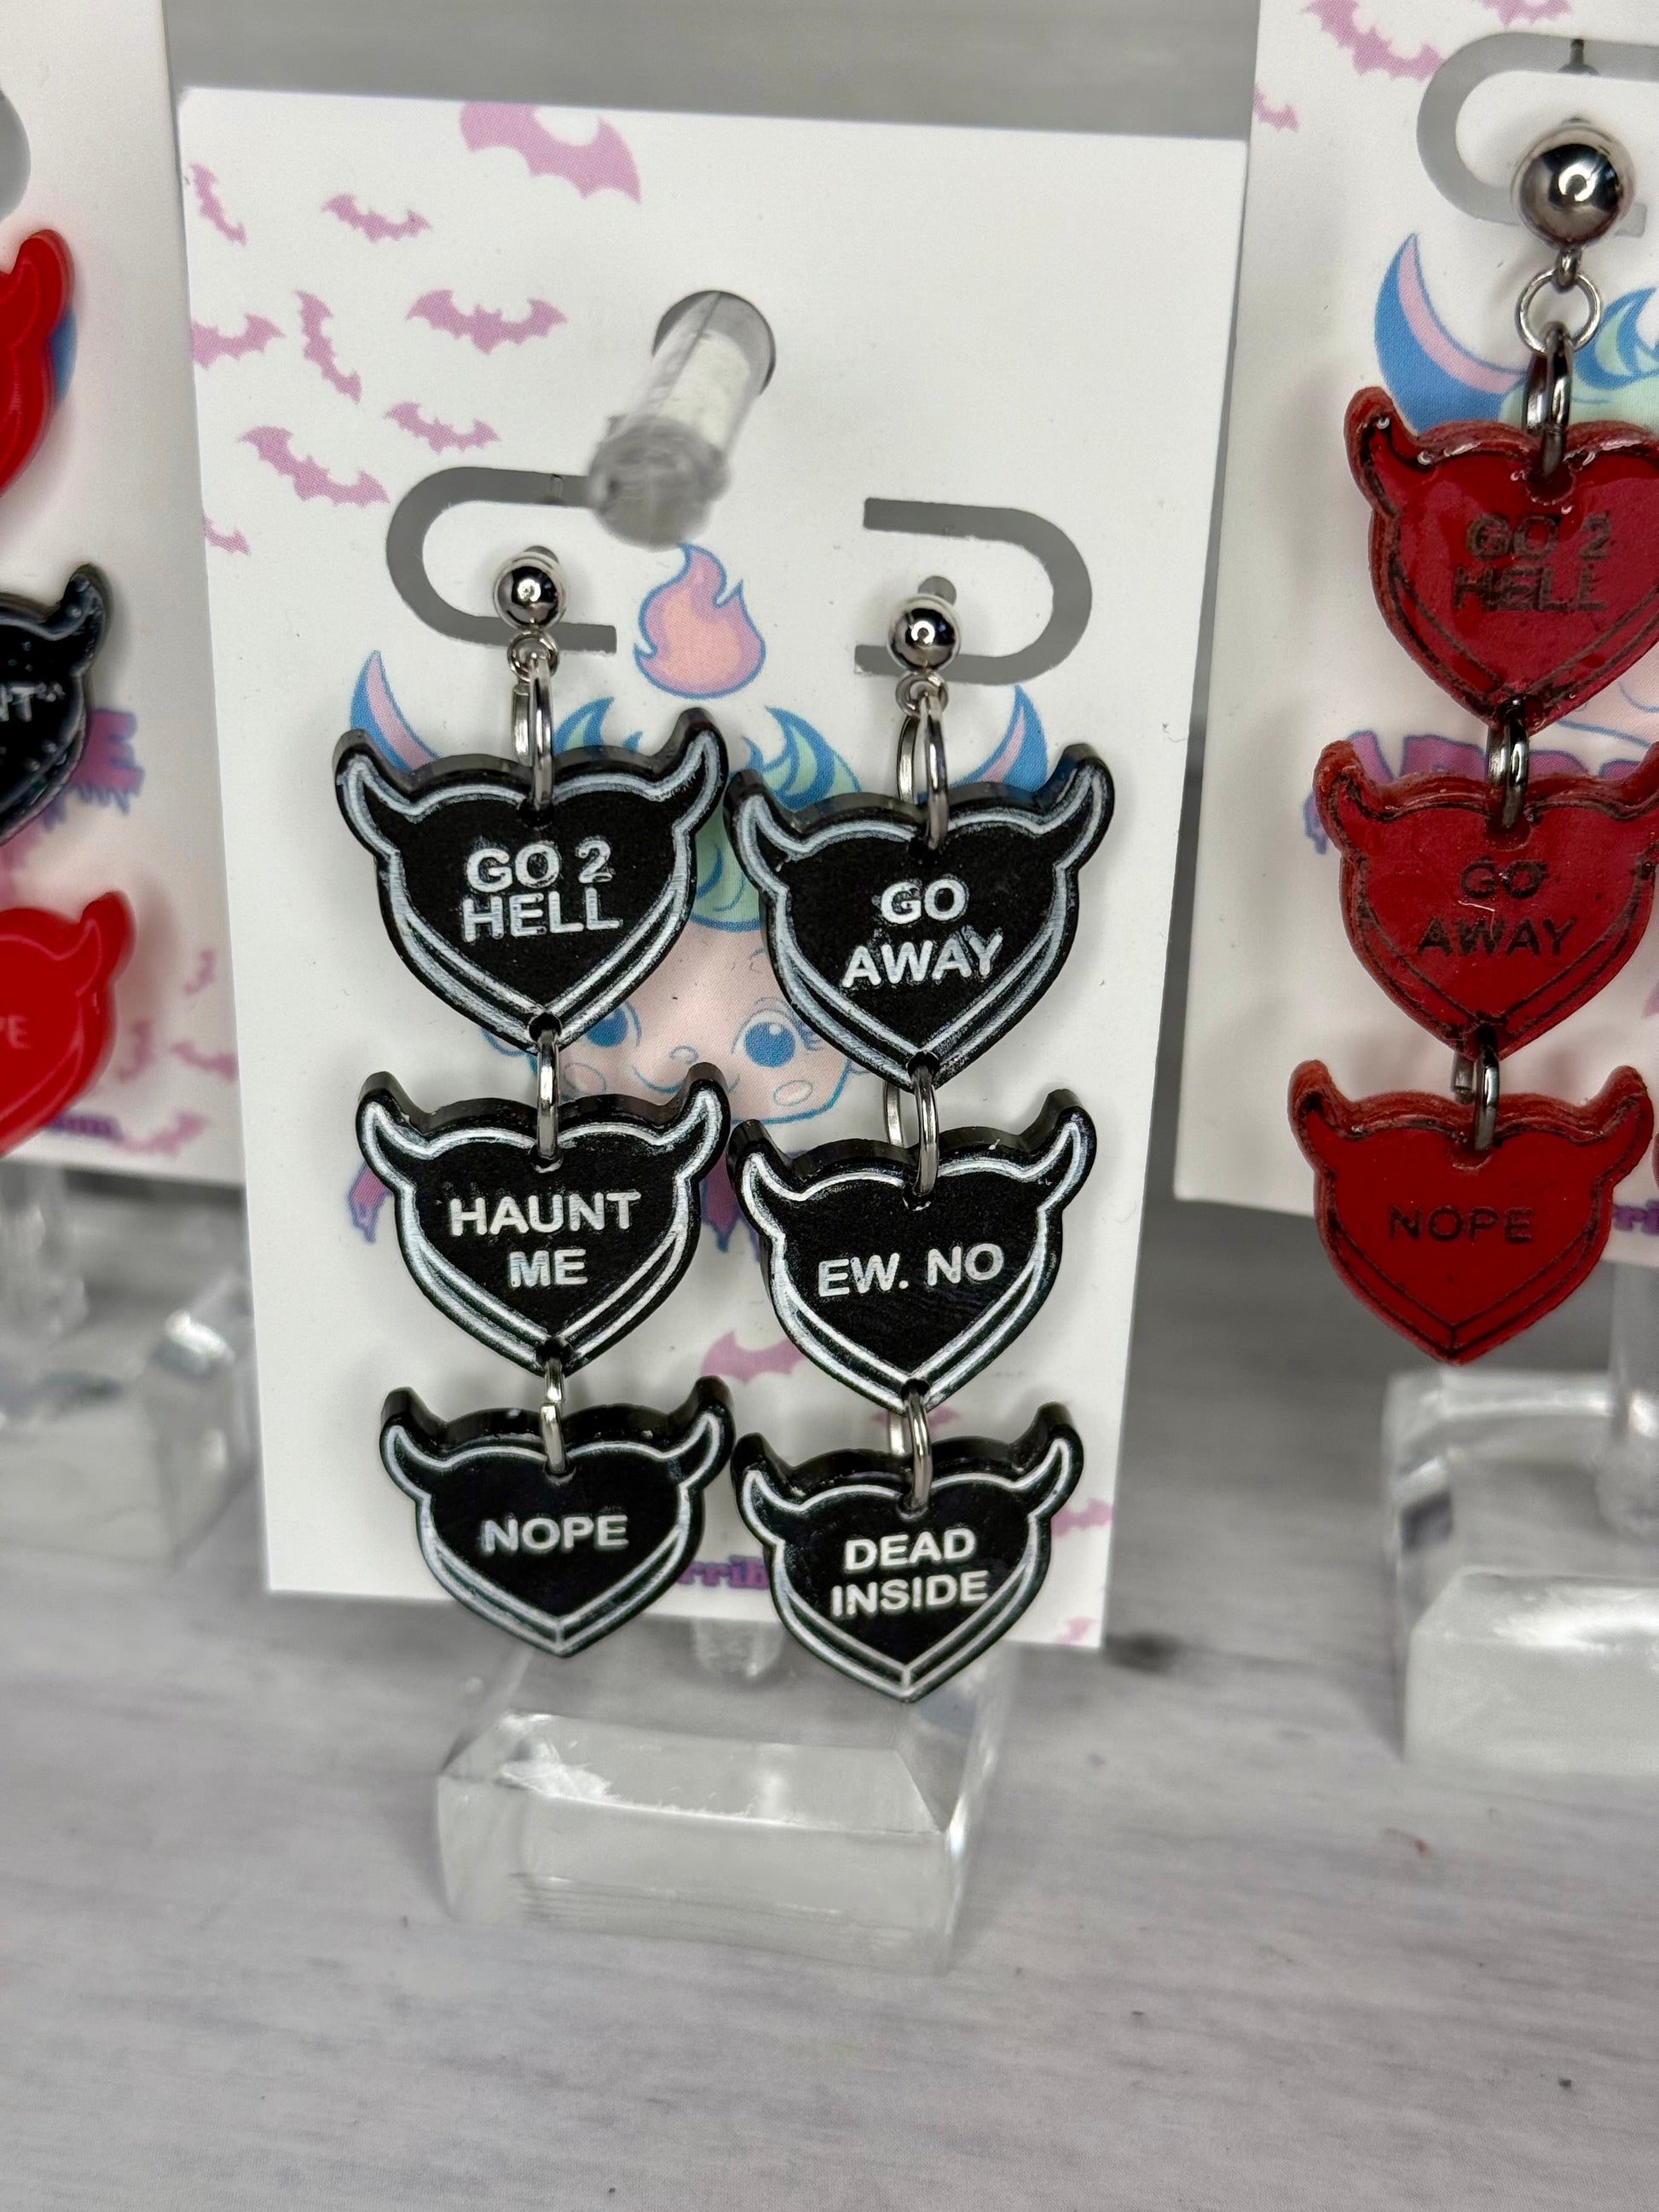 GO 2
HELL
HAUNT
ME
NOPE
GO
AWAY
EW. NO
DEAD
INSIDE
GO 2
HELL
GO
AWAY
NOPE